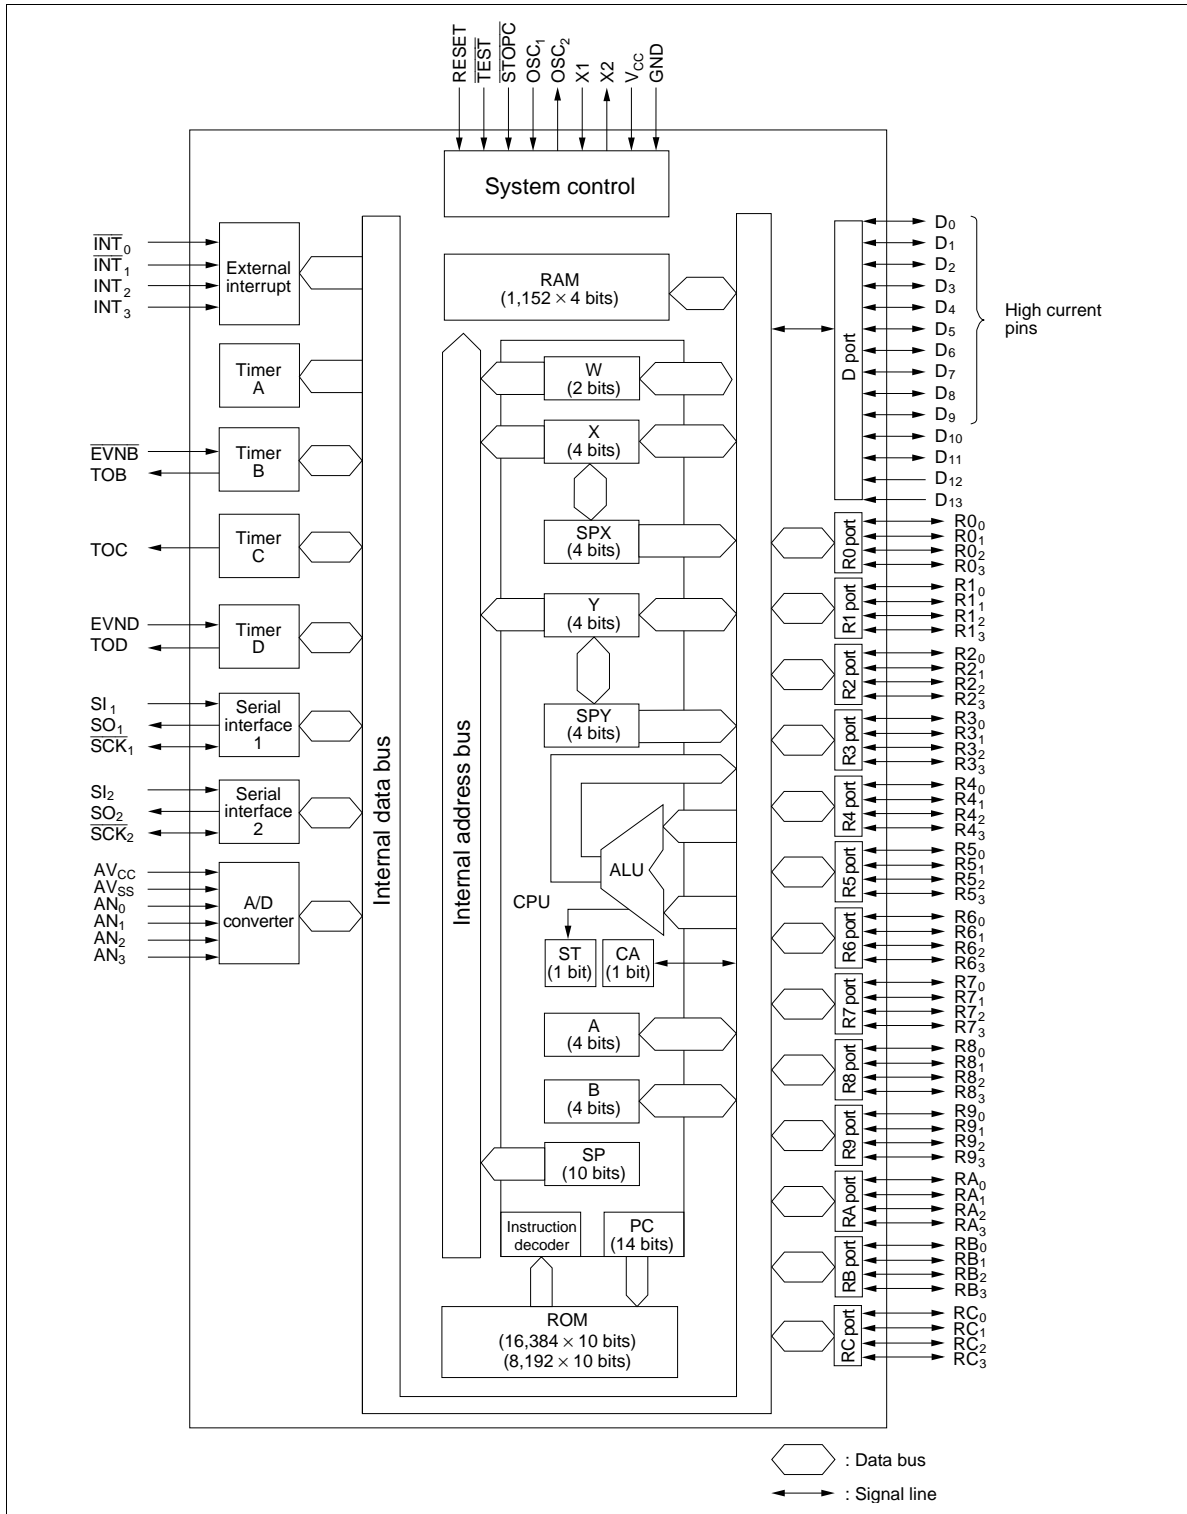 RESET
TEST
STOPC
OSC1
OSC2
X1
X2
VCC
GND
System control
INT0
INT1
INT2
INT3
External
interrupt
Timer
A
EVNB
TOB
Timer
B
TOC
Timer
C
EVND
TOD
Timer
D
SI1
SO1
SCK1
Serial
interface
1
SI2
SO2
SCK2
Serial
interface
2
AVCC
AVSS
AN0
AN1
AN2
AN3
A/D
converter
Internal data bus
Internal address bus
RAM
(1,152 × 4 bits)
W
(2 bits)
X
(4 bits)
SPX
(4 bits)
Y
(4 bits)
SPY
(4 bits)
ALU
CPU
ST
(1 bit)
CA
(1 bit)
A
(4 bits)
B
(4 bits)
SP
(10 bits)
Instruction
decoder
PC
(14 bits)
ROM
(16,384 × 10 bits)
(8,192 × 10 bits)
D port
D0
D1
D2
D3
D4
D5
D6
D7
D8
D9
D10
D11
D12
D13
High current
pins
R0 port
R00
R01
R02
R03
R1 port
R10
R11
R12
R13
R2 port
R20
R21
R22
R23
R3 port
R30
R31
R32
R33
R4 port
R40
R41
R42
R43
R5 port
R50
R51
R52
R53
R6 port
R60
R61
R62
R63
R7 port
R70
R71
R72
R73
R8 port
R80
R81
R82
R83
R9 port
R90
R91
R92
R93
RA port
RA0
RA1
RA2
RA3
RB port
RB0
RB1
RB2
RB3
RC port
RC0
RC1
RC2
RC3
: Data bus
: Signal line